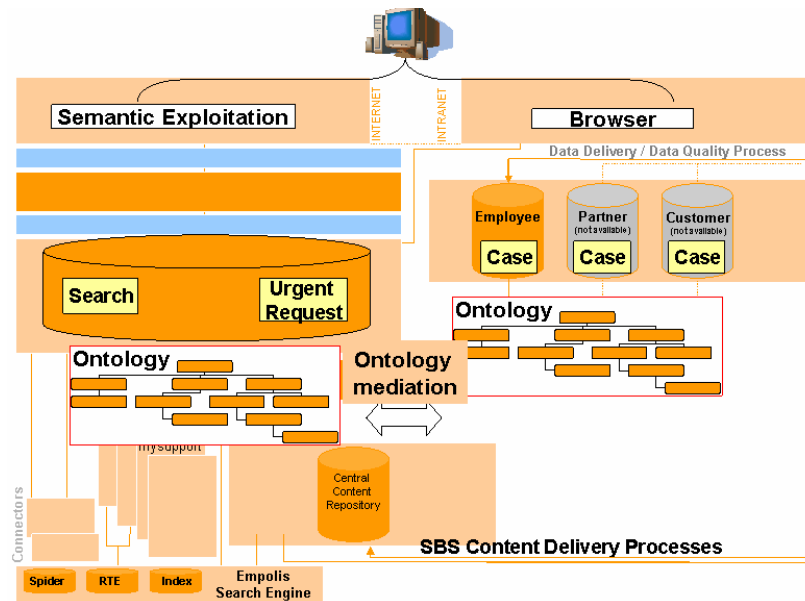 INTERNET
INTRANET
Semantic Exploitation
Browser
Data Delivery / Data Quality Process
Employee
Partner
(not available)
Customer
(not available)
Case
Case
Case
Search
Urgent
Request
Ontology
Ontology
Ontology
mediation
mysupport
Connectors
Central
Content
Repository
SBS Content Delivery Processes
Spider
RTE
Index
Empolis
Search Engine